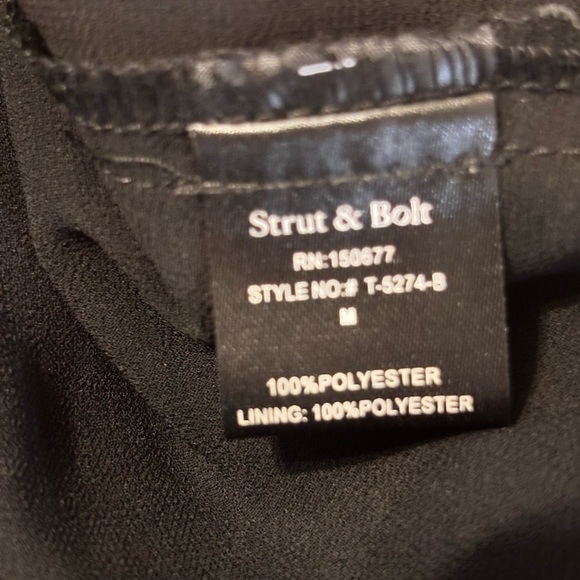 Strut & Bolt
RN:150677
STYLE NO:# T-5274-B
M
100%POLYESTER
LINING: 100%POLYESTER